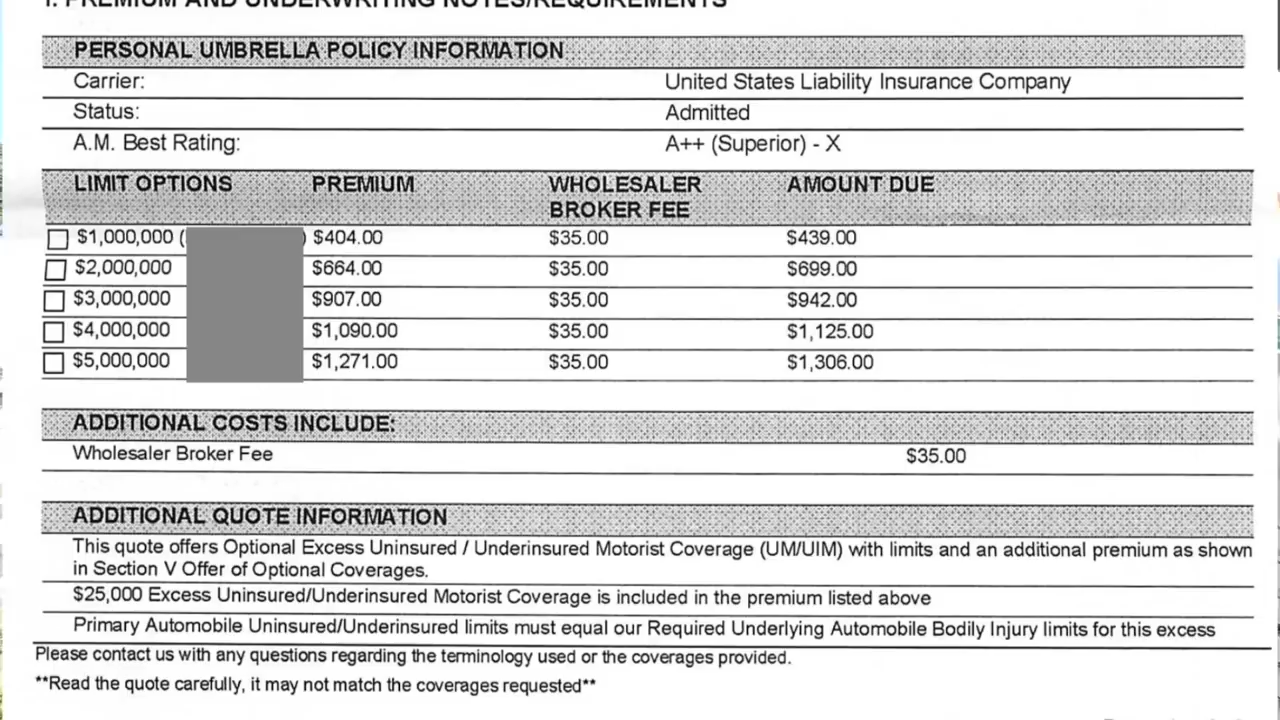 1. PREMIUM AND UNDERWRITING NOTES/REQUIREMENTS
PERSONAL UMBRELLA POLICY INFORMATION
Carrier: United States Liability Insurance Company
Status: Admitted
A.M. Best Rating: A++ (Superior) - X
LIMIT OPTIONS PREMIUM WHOLESALER BROKER FEE AMOUNT DUE
$1,000,000 ( ) $404.00 $35.00 $439.00
$2,000,000 $664.00 $35.00 $699.00
$3,000,000 $907.00 $35.00 $942.00
$4,000,000 $1,090.00 $35.00 $1,125.00
$5,000,000 $1,271.00 $35.00 $1,306.00
ADDITIONAL COSTS INCLUDE:
Wholesaler Broker Fee $35.00
ADDITIONAL QUOTE INFORMATION
This quote offers Optional Excess Uninsured / Underinsured Motorist Coverage (UM/UIM) with limits and an additional premium as shown
in Section V Offer of Optional Coverages.
$25,000 Excess Uninsured/Underinsured Motorist Coverage is included in the premium listed above
Primary Automobile Uninsured/Underinsured limits must equal our Required Underlying Automobile Bodily Injury limits for this excess
Please contact us with any questions regarding the terminology used or the coverages provided.
**Read the quote carefully, it may not match the coverages requested**